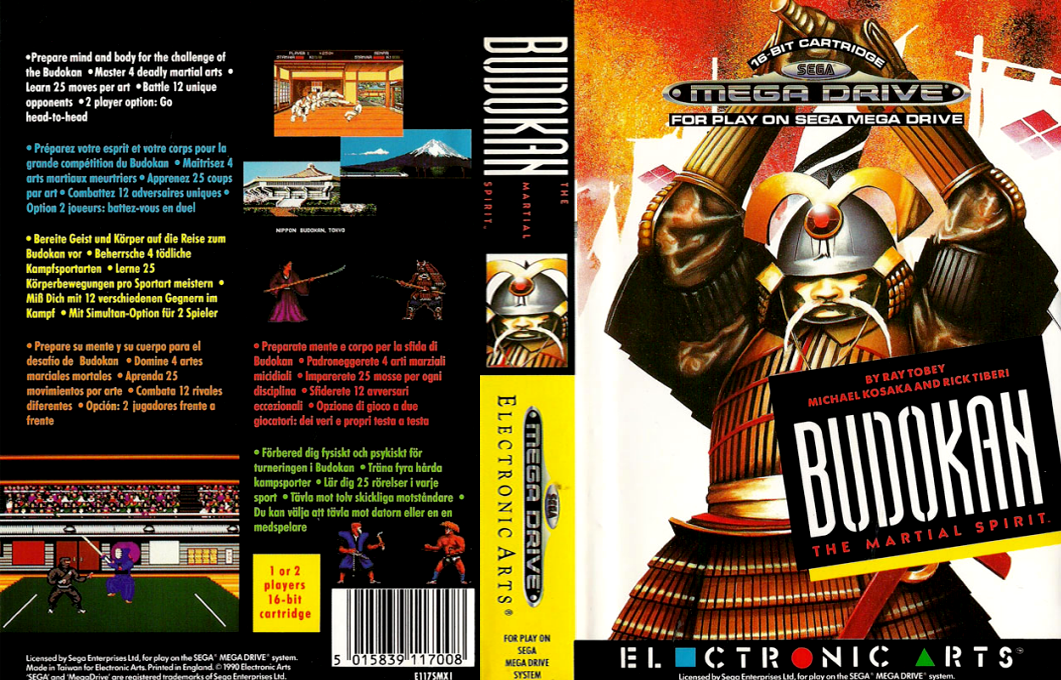 •Prepare mind and body for the challenge of
the Budokan •Master 4 deadly martial arts •
Learn 25 moves per art •Battle 12 unique
opponents •2 player option: Go
head-to-head
• Préparez votre esprit et votre corps pour la
grande compétition du Budokan • Maîtrisez 4
arts martiaux meurtriers • Apprenez 25 coups
par art • Combattez 12 adversaires uniques •
Option 2 joueurs: battez-vous en duel
• Bereite Geist und Körper auf die Reise zum
Budokan vor • Beherrsche 4 tödliche
Kampfsportarten • Lerne 25
Körperbewegungen pro Sportart meistern •
Miß Dich mit 12 verschiedenen Gegnern im
Kampf • Mit Simultan-Option für 2 Spieler
• Prepare su mente y su cuerpo para el
desafío de Budokan • Domine 4 artes
marciales mortales • Aprenda 25
movimientos por arte • Combata 12 rivales
diferentes • Opción: 2 jugadores frente a
frente
NIPPON BUDOKAN, TOKYO
• Preparate mente e corpo per la sfida di
Budokan • Padroneggerete 4 arti marziali
micidiali • Imparerete 25 mosse per ogni
disciplina • Sfiderete 12 avversari
eccezionali • Opzione di gioco a due
giocatori: dei veri e propri testa a testa
• Förbered dig fysiskt och psykiskt för
turneringen i Budokan • Träna fyra hårda
kampsporter • Lär dig 25 rörelser i varje
sport • Tävla mot tolv skickliga motståndare •
Du kan välja att tävla mot datorn eller en en
medspelare
1 or 2
players
16-bit
cartridge
5 015839 117008
E117SMX1
Licensed by Sega Enterprises Ltd, for play on the SEGA™ MEGA DRIVE™ system.
Made in Taiwan for Electronic Arts. Printed in England. © 1990 Electronic Arts
'SEGA' and 'MegaDrive' are registered trademarks of Sega Enterprises Ltd.
BUDOKAN
THE
MARTIAL
SPIRIT.
ELECTRONIC ARTS®
SEGA
MEGA DRIVE
FOR PLAY ON
SEGA
MEGA DRIVE
SYSTEM
16-BIT CARTRIDGE
SEGA
MEGA DRIVE
FOR PLAY ON SEGA MEGA DRIVE
BY RAY TOBEY
MICHAEL KOSAKA AND RICK TIBERI
BUDOKAN
THE MARTIAL SPIRIT.
ELECTRONIC ARTS®
Licensed by Sega Enterprises Ltd, for play on the SEGA™ MEGA DRIVE™ system.